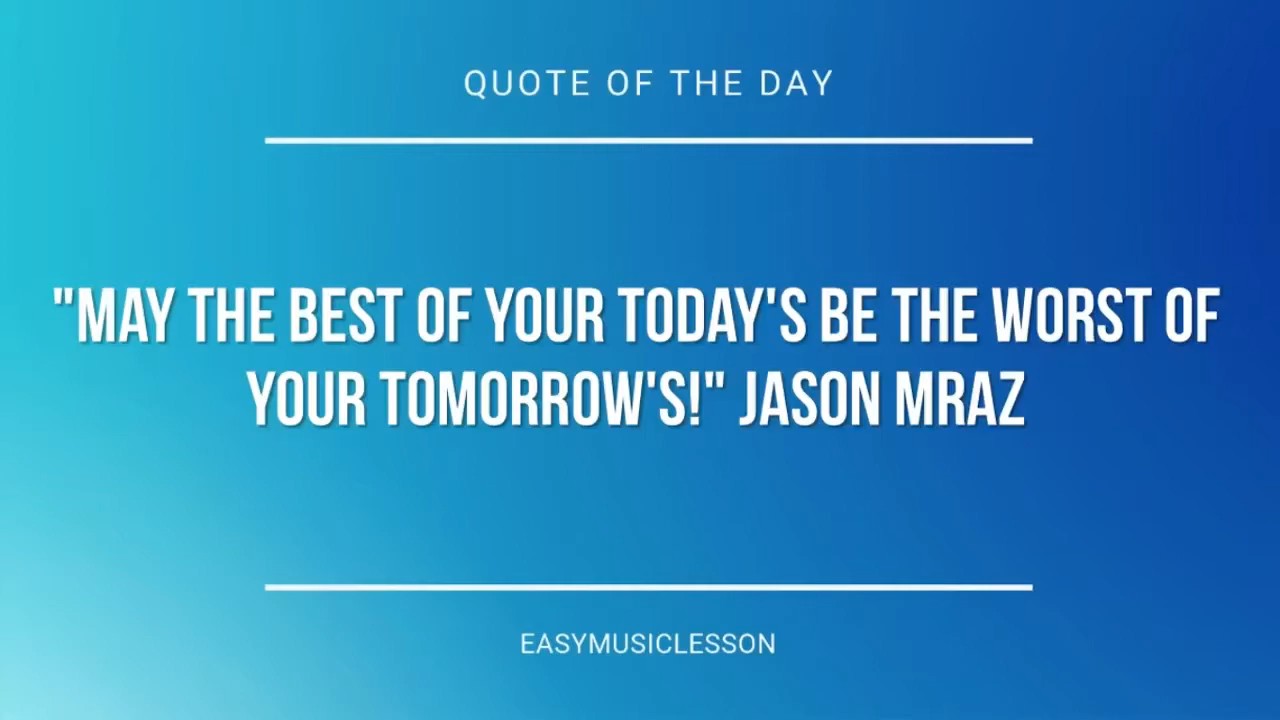 QUOTE OF THE DAY
"MAY THE BEST OF YOUR TODAY'S BE THE WORST OF
YOUR TOMORROW'S!" JASON MRAZ
EASYMUSICLESSON